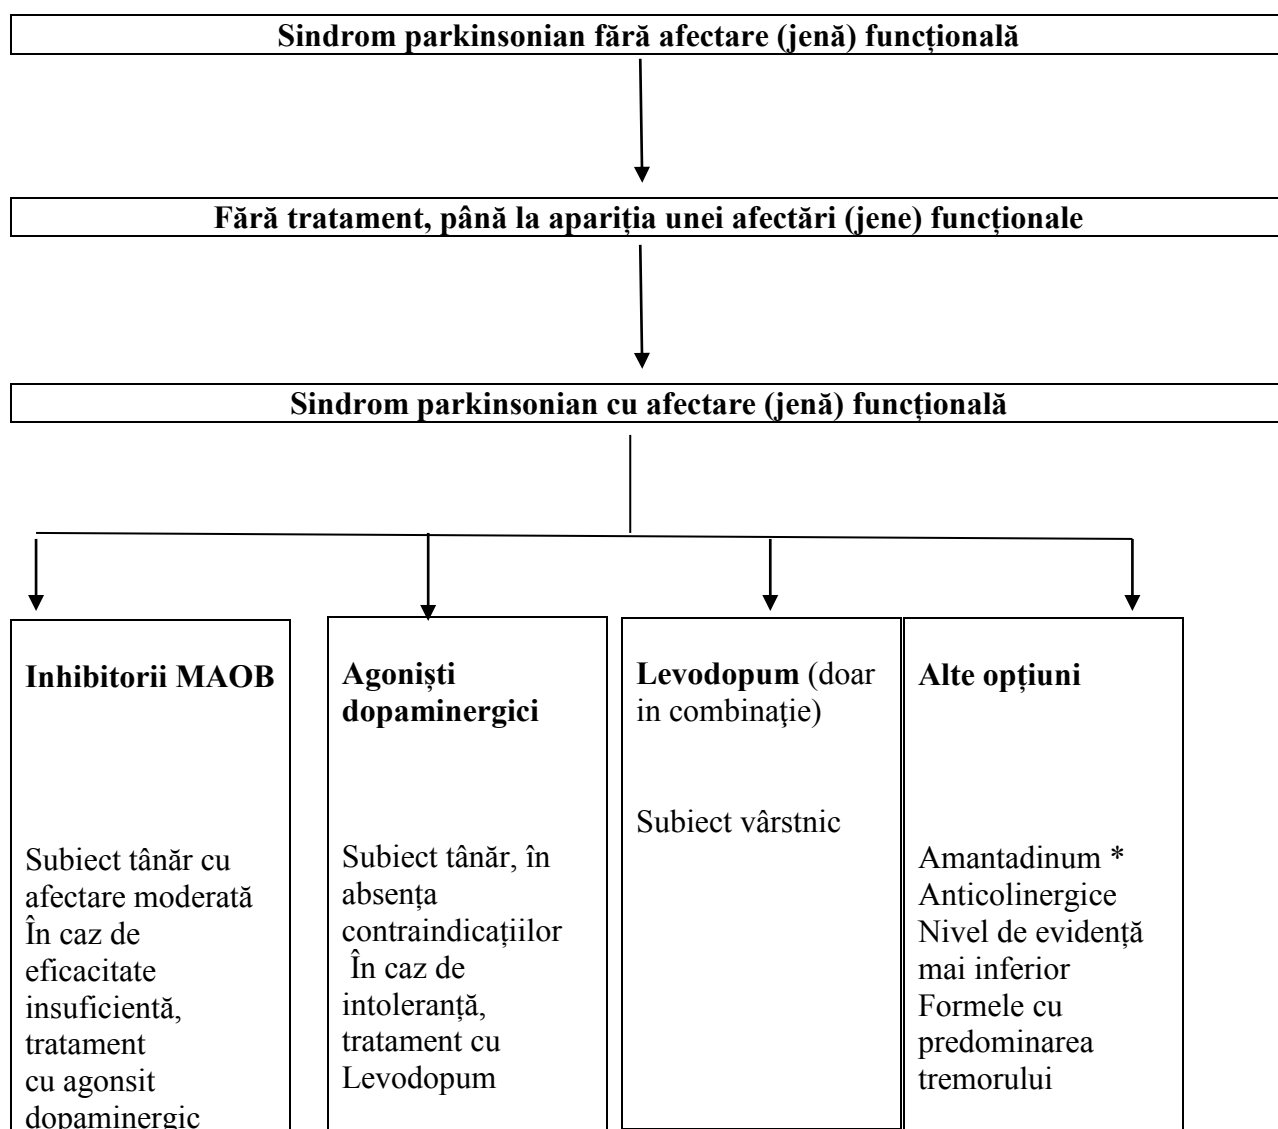 Sindrom parkinsonian fără afectare (jenă) funcțională
Fără tratament, până la apariția unei afectări (jene) funcționale
Sindrom parkinsonian cu afectare (jenă) funcțională
Inhibitorii MAOB
Subiect tânăr cu
afectare moderată
În caz de
eficacitate
insuficientă,
tratament
cu agonsit
dopaminergic
Agoniști
dopaminergici
Subiect tânăr, în
absența
contraindicațiilor
În caz de
intoleranță,
tratament cu
Levodopum
Levodopum (doar
in combinaţie)
Subiect vârstnic
Alte opțiuni
Amantadinum *
Anticolinergice
Nivel de evidență
mai inferior
Formele cu
predominarea
tremorului